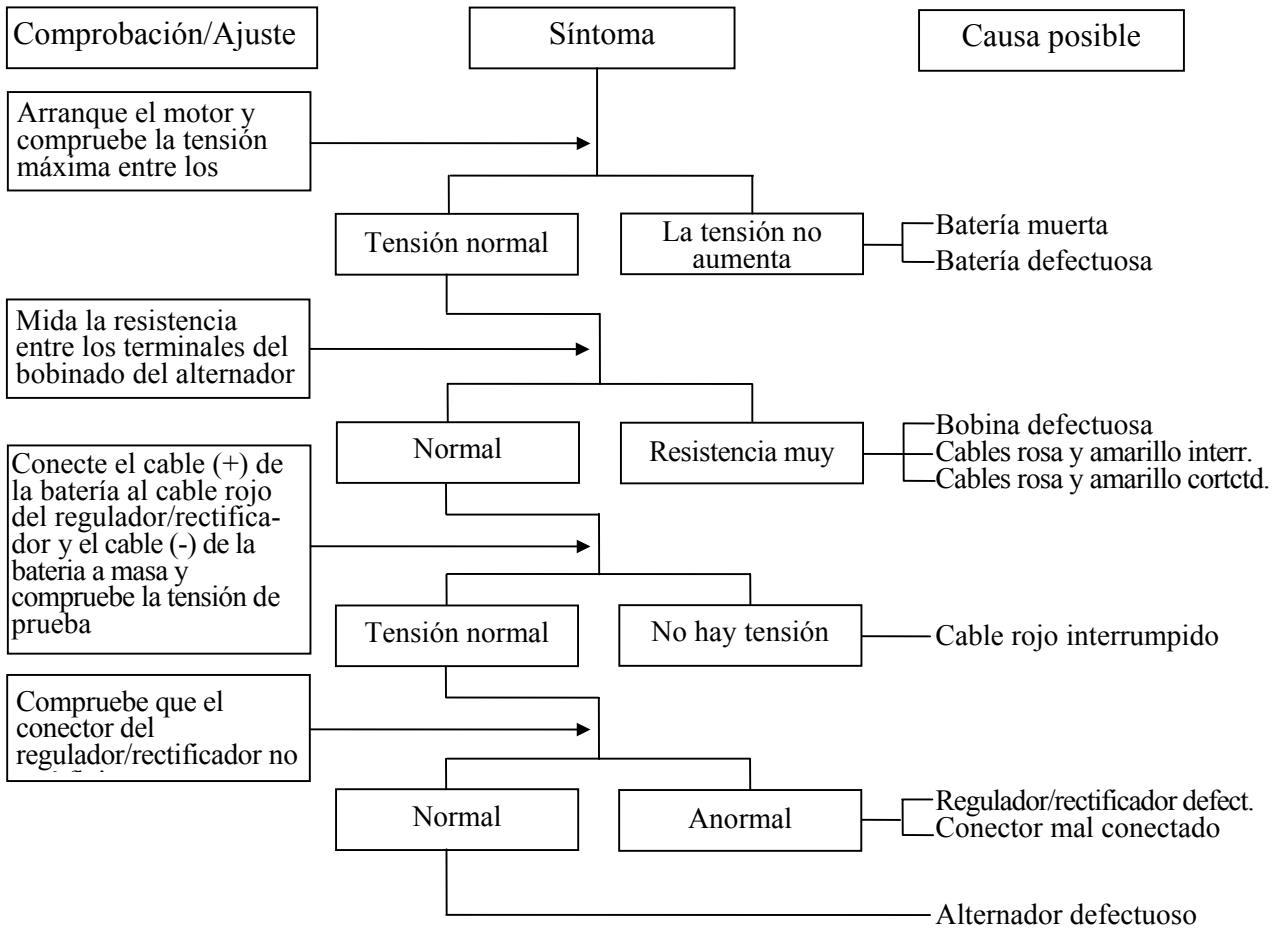 Comprobación/Ajuste
Síntoma
Causa posible
Arranque el motor y
compruebe la tensión
máxima entre los
Tensión normal
La tensión no
aumenta
Batería muerta
Batería defectuosa
Mida la resistencia
entre los terminales del
bobinado del alternador
Normal
Resistencia muy
Bobina defectuosa
Cables rosa y amarillo interr.
Cables rosa y amarillo cortctd.
Conecte el cable (+) de
la batería al cable rojo
del regulador/rectifica-
dor y el cable (-) de la
bateria a masa y
compruebe la tensión de
prueba
Tensión normal
No hay tensión
Cable rojo interrumpido
Compruebe que el
conector del
regulador/rectificador no
Normal
Anormal
Regulador/rectificador defect.
Conector mal conectado
Alternador defectuoso